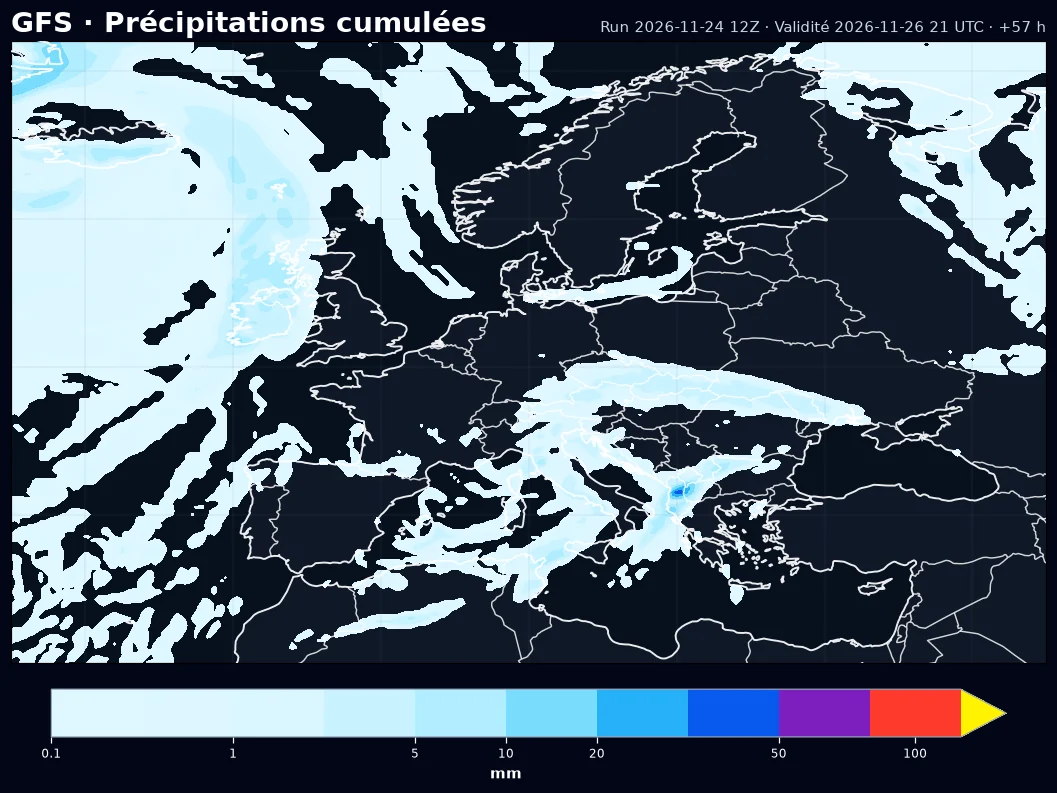 GFS · Précipitations cumulées
Run 2026-11-24 12Z · Validité 2026-11-26 21 UTC · +57 h
0.1 1 5 10 20 50 100
mm